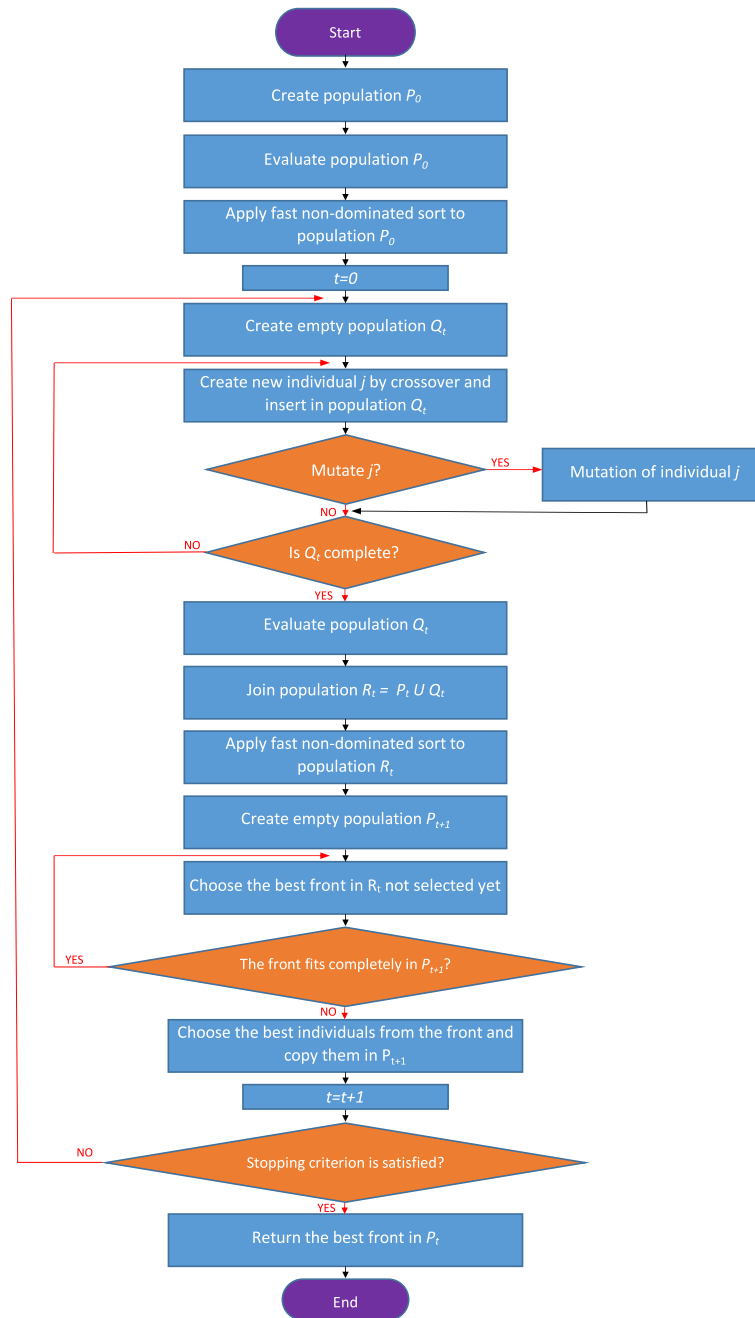 Start
Create population P₀
Evaluate population P₀
Apply fast non-dominated sort to
population P₀
t=0
Create empty population Qₜ
Create new individual j by crossover and
insert in population Qₜ
Mutate j?
YES
Mutation of individual j
NO
Is Qₜ complete?
NO
YES
Evaluate population Qₜ
Join population Rₜ = Pₜ U Qₜ
Apply fast non-dominated sort to
population Rₜ
Create empty population Pₜ₊₁
Choose the best front in Rₜ not selected yet
The front fits completely in Pₜ₊₁?
YES
NO
Choose the best individuals from the front and
copy them in Pₜ₊₁
t=t+1
Stopping criterion is satisfied?
NO
YES
Return the best front in Pₜ
End